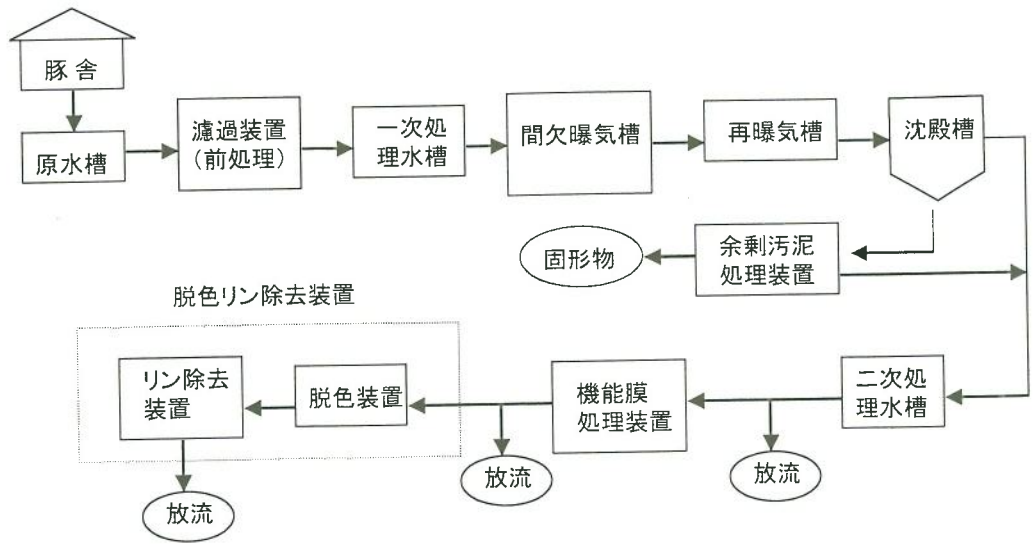 豚舎
原水槽
濾過装置
(前処理)
一次処
理水槽
間欠曝気槽
再曝気槽
沈殿槽
余剰汚泥
処理装置
固形物
二次処
理水槽
放流
機能膜
処理装置
放流
脱色リン除去装置
脱色装置
リン除去
装置
放流